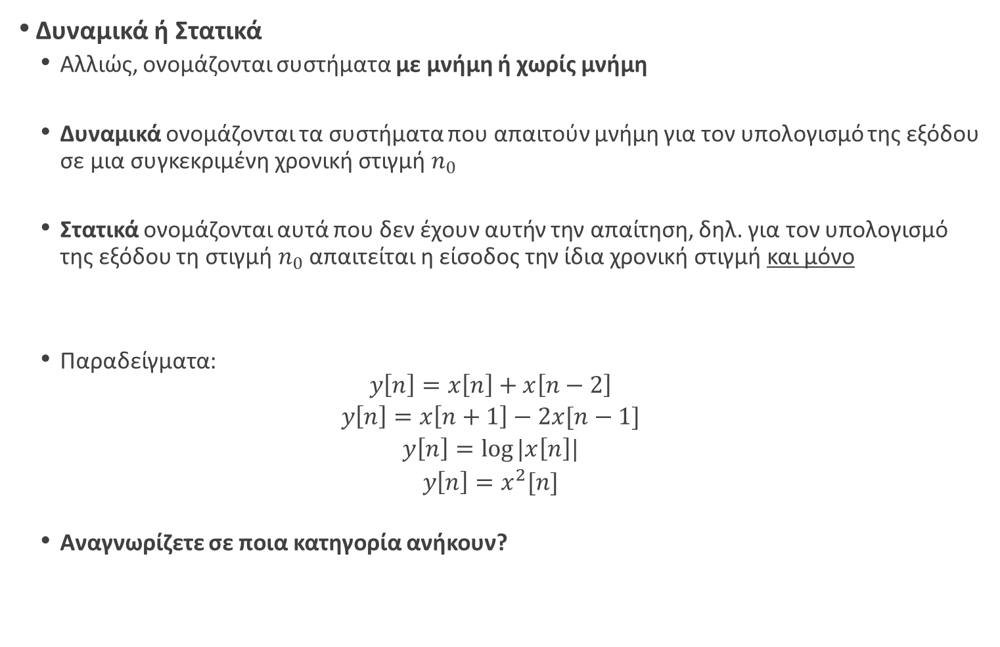 • Δυναμικά ή Στατικά
• Αλλιώς, ονομάζονται συστήματα με μνήμη ή χωρίς μνήμη
• Δυναμικά ονομάζονται τα συστήματα που απαιτούν μνήμη για τον υπολογισμό της εξόδου
σε μια συγκεκριμένη χρονική στιγμή n₀
• Στατικά ονομάζονται αυτά που δεν έχουν αυτήν την απαίτηση, δηλ. για τον υπολογισμό
της εξόδου τη στιγμή n₀ απαιτείται η είσοδος την ίδια χρονική στιγμή και μόνο
• Παραδείγματα:
y[n] = x[n] + x[n − 2]
y[n] = x[n + 1] − 2x[n − 1]
y[n] = log|x[n]|
y[n] = x²[n]
• Αναγνωρίζετε σε ποια κατηγορία ανήκουν?